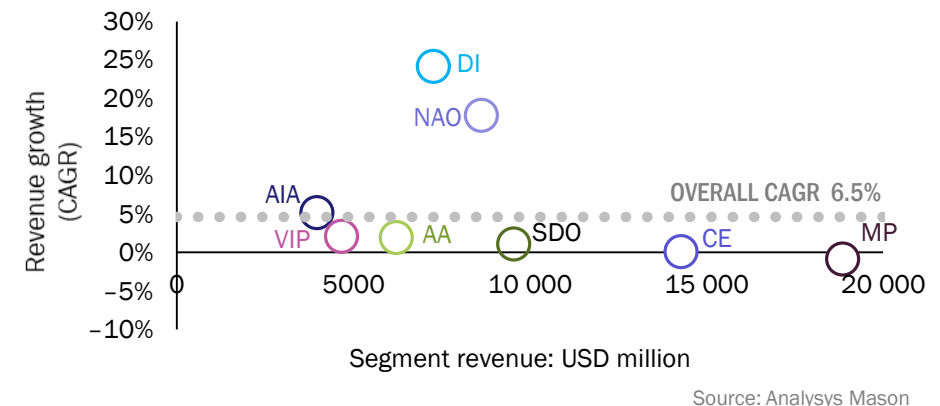 30%
25%
20%
15%
10%
5%
0%
−5%
−10%
Revenue growth
(CAGR)
DI
NAO
AIA
OVERALL CAGR 6.5%
VIP
AA
SDO
CE
MP
0
5000
10 000
15 000
20 000
Segment revenue: USD million
Source: Analysys Mason